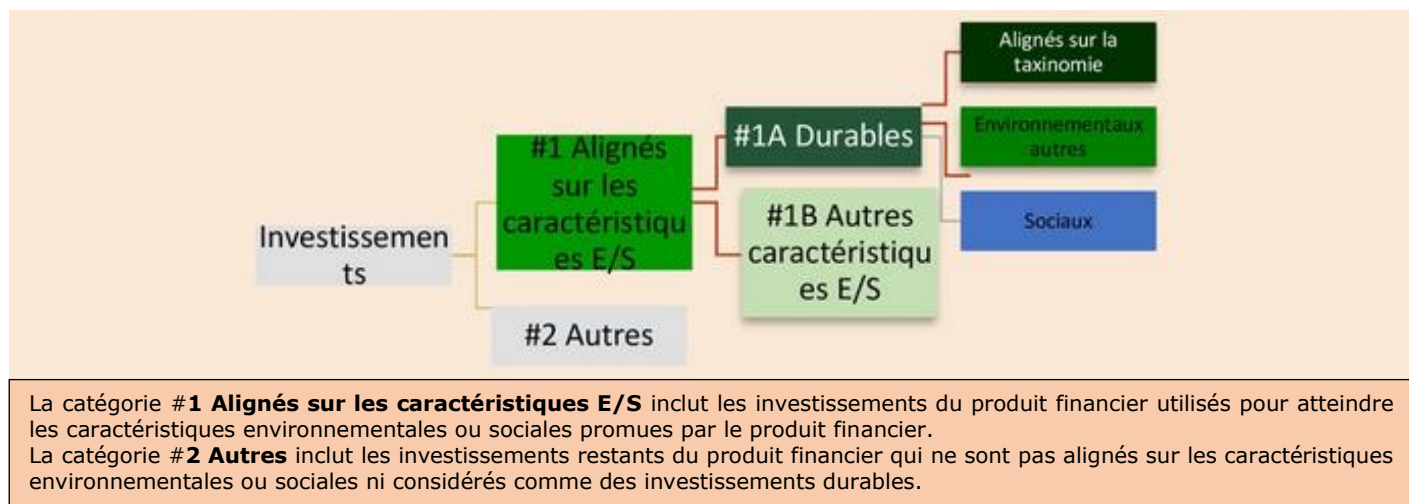 Investissemen
ts
#1 Alignés
sur les
caractéristiqu
es E/S
#2 Autres
#1A Durables
#1B Autres
caractéristiqu
es E/S
Alignés sur la
taxinomie
Environnementaux
autres
Sociaux
La catégorie #1 Alignés sur les caractéristiques E/S inclut les investissements du produit financier utilisés pour atteindre
les caractéristiques environnementales ou sociales promues par le produit financier.
La catégorie #2 Autres inclut les investissements restants du produit financier qui ne sont pas alignés sur les caractéristiques
environnementales ou sociales ni considérés comme des investissements durables.